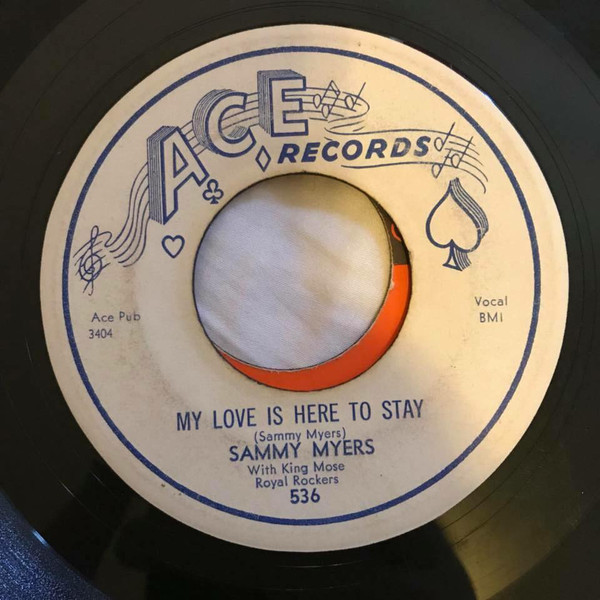 ACE
RECORDS
Ace Pub
3404
Vocal
BMI
MY LOVE IS HERE TO STAY
(Sammy Myers)
SAMMY MYERS
With King Mose
Royal Rockers
536